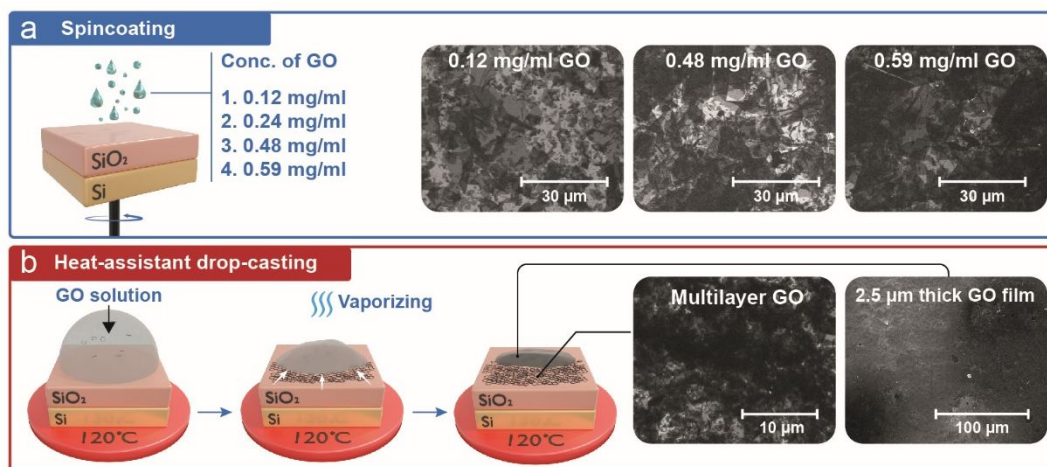 a Spincoating
Conc. of GO
1. 0.12 mg/ml
2. 0.24 mg/ml
3. 0.48 mg/ml
4. 0.59 mg/ml
SiO₂
Si
0.12 mg/ml GO
30 µm
0.48 mg/ml GO
30 µm
0.59 mg/ml GO
30 µm
b Heat-assistant drop-casting
GO solution
SiO₂
Si
120°C
Vaporizing
SiO₂
Si
120°C
SiO₂
Si
120°C
Multilayer GO
10 µm
2.5 µm thick GO film
100 µm